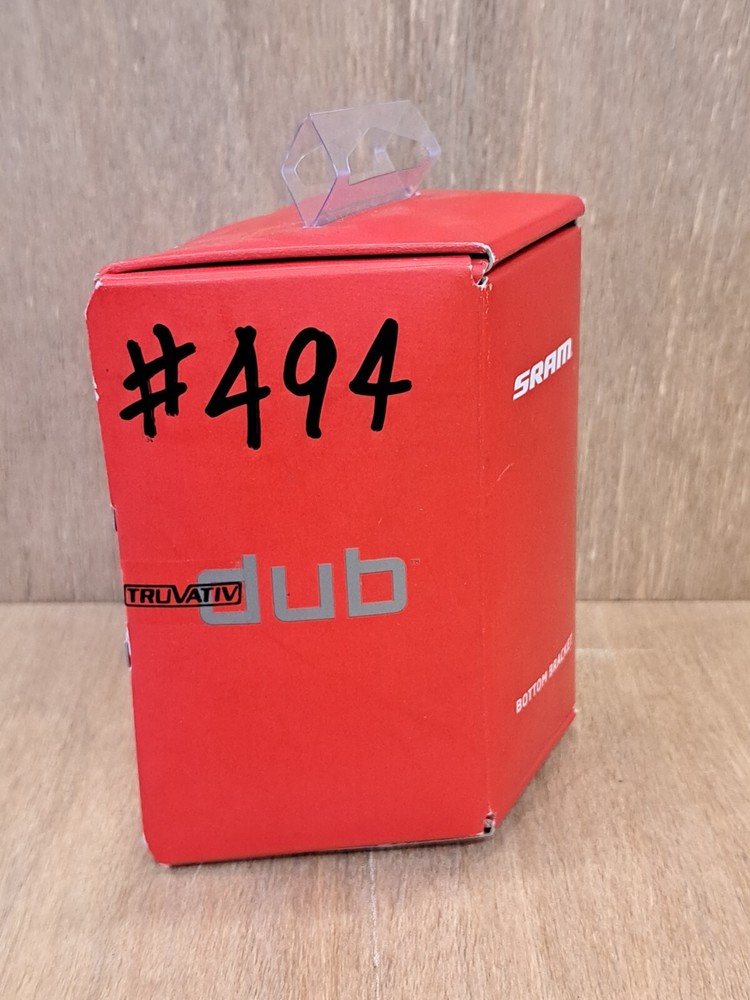 #494
SRAM
TRUVATIV
dub
BOTTOM BRACKET